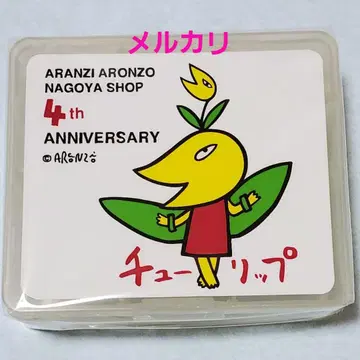 メルカリ
ARANZI ARONZO
NAGOYA SHOP
4th
ANNIVERSARY
©ARONZO
チューリップ